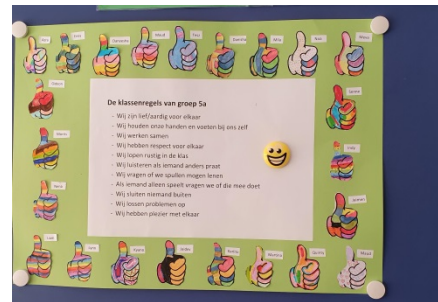 De klassenregels van groep 5a
- Wij zijn lief/aardig voor elkaar
- Wij houden onze handen en voeten bij ons zelf
- Wij werken samen
- Wij hebben respect voor elkaar
- Wij lopen rustig in de klas
- Wij luisteren als iemand anders praat
- Wij vragen of we spullen mogen lenen
- Als iemand alleen speelt vragen we of die mee doet
- Wij sluiten niemand buiten
- Wij lossen problemen op
- Wij hebben plezier met elkaar